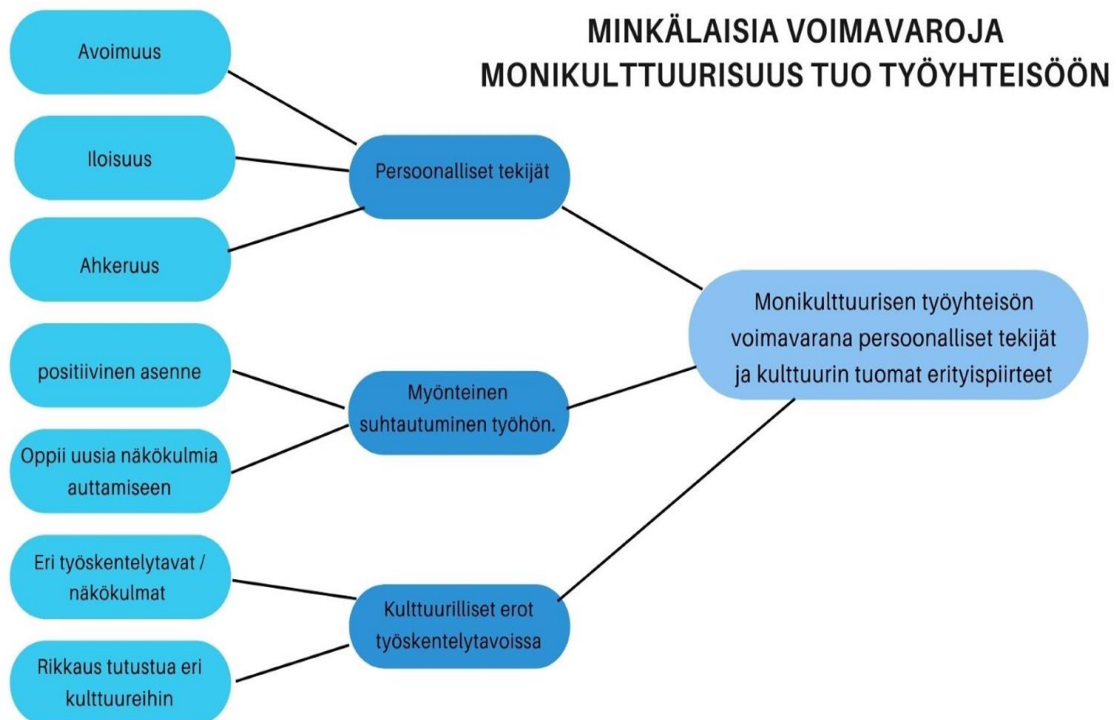 MINKÄLAISIA VOIMAVAROJA
MONIKULTTUURISUUS TUO TYÖYHTEISÖÖN
Avoimuus
Iloisuus
Ahkeruus
Persoonalliset tekijät
positiivinen asenne
Oppii uusia näkökulmia
auttamiseen
Myönteinen
suhtautuminen työhön.
Eri työskentelytavat /
näkökulmat
Rikkaus tutustua eri
kulttuureihin
Kulttuurilliset erot
työskentelytavoissa
Monikulttuurisen työyhteisön
voimavarana persoonalliset tekijät
ja kulttuurin tuomat erityispiirteet